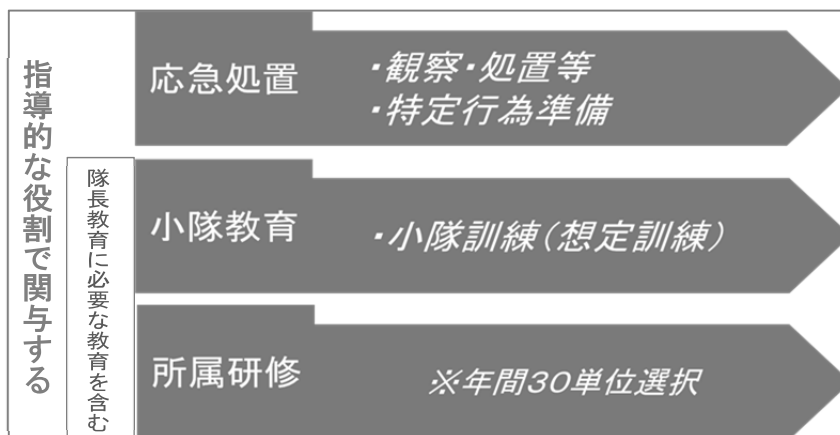 指導的な役割で関与する
隊長教育に必要な教育を含む
応急処置
・観察・処置等
・特定行為準備
小隊教育
・小隊訓練（想定訓練）
所属研修
※年間３０単位選択